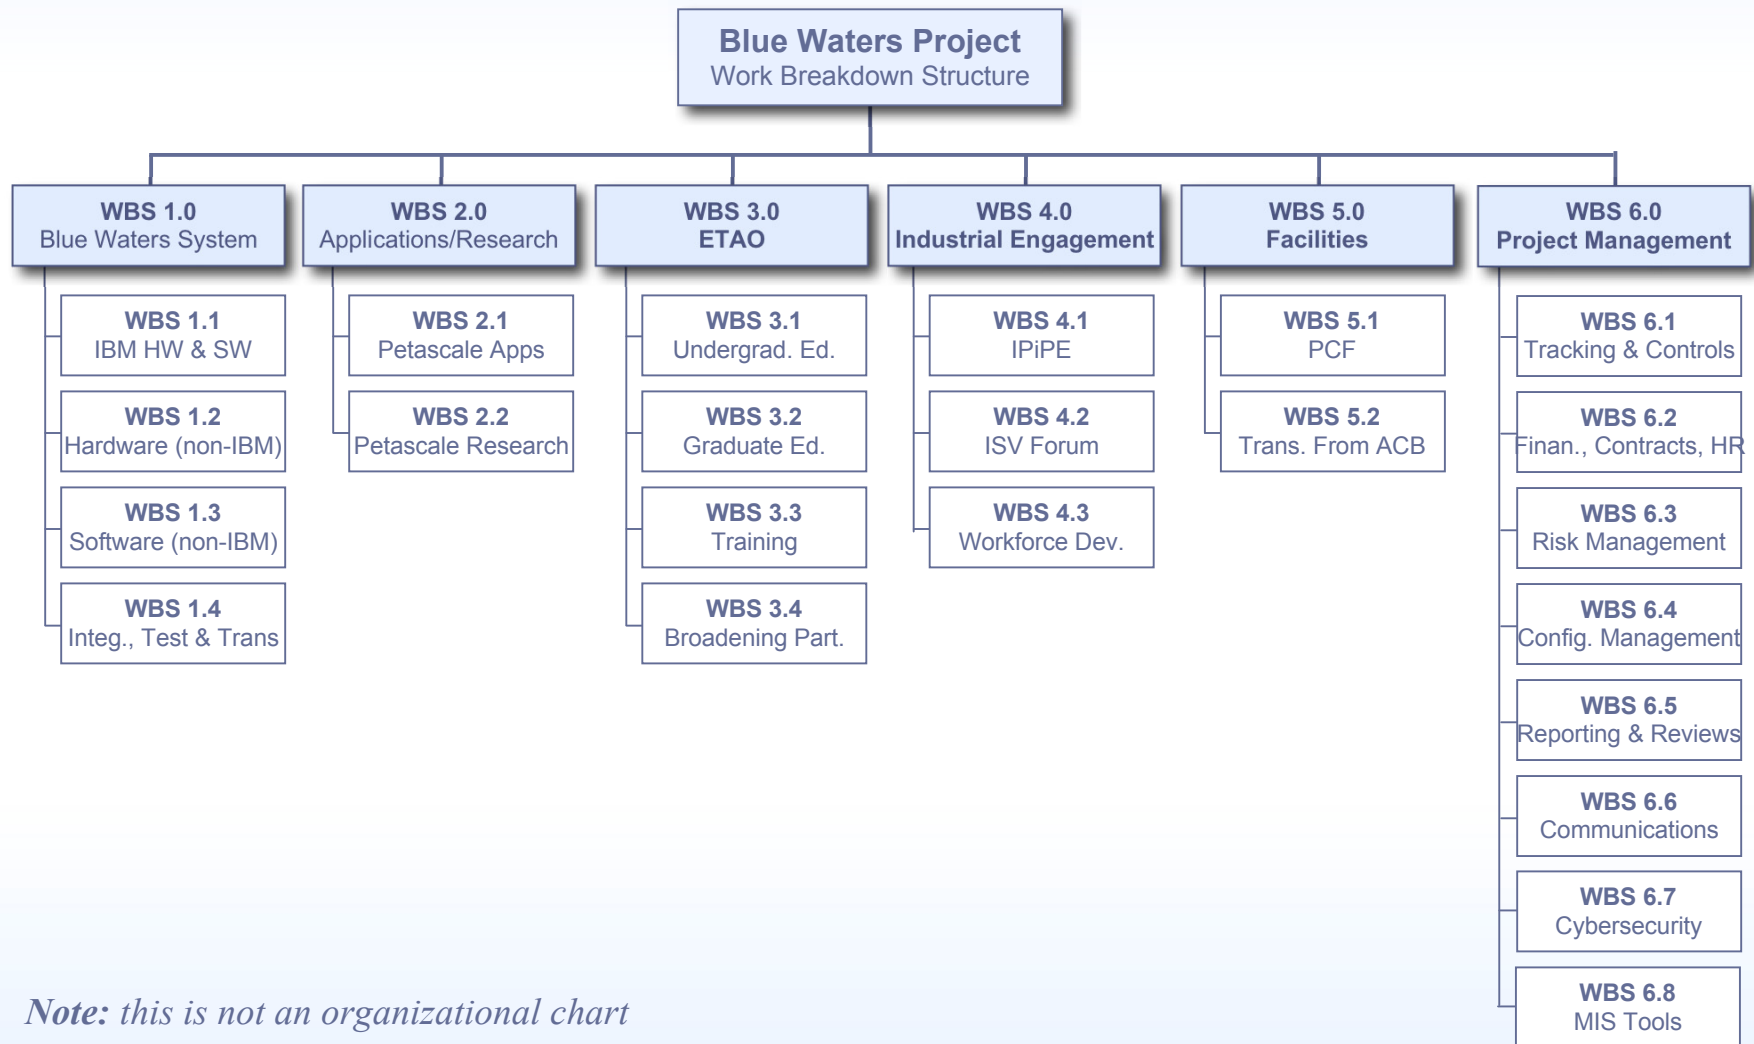 Blue Waters Project
Work Breakdown Structure
WBS 1.0
Blue Waters System
WBS 1.1
IBM HW & SW
WBS 1.2
Hardware (non-IBM)
WBS 1.3
Software (non-IBM)
WBS 1.4
Integ., Test & Trans
WBS 2.0
Applications/Research
WBS 2.1
Petascale Apps
WBS 2.2
Petascale Research
WBS 3.0
ETAO
WBS 3.1
Undergrad. Ed.
WBS 3.2
Graduate Ed.
WBS 3.3
Training
WBS 3.4
Broadening Part.
WBS 4.0
Industrial Engagement
WBS 4.1
IPiPE
WBS 4.2
ISV Forum
WBS 4.3
Workforce Dev.
WBS 5.0
Facilities
WBS 5.1
PCF
WBS 5.2
Trans. From ACB
WBS 6.0
Project Management
WBS 6.1
Tracking & Controls
WBS 6.2
Finan., Contracts, HR
WBS 6.3
Risk Management
WBS 6.4
Config. Management
WBS 6.5
Reporting & Reviews
WBS 6.6
Communications
WBS 6.7
Cybersecurity
WBS 6.8
MIS Tools
Note: this is not an organizational chart